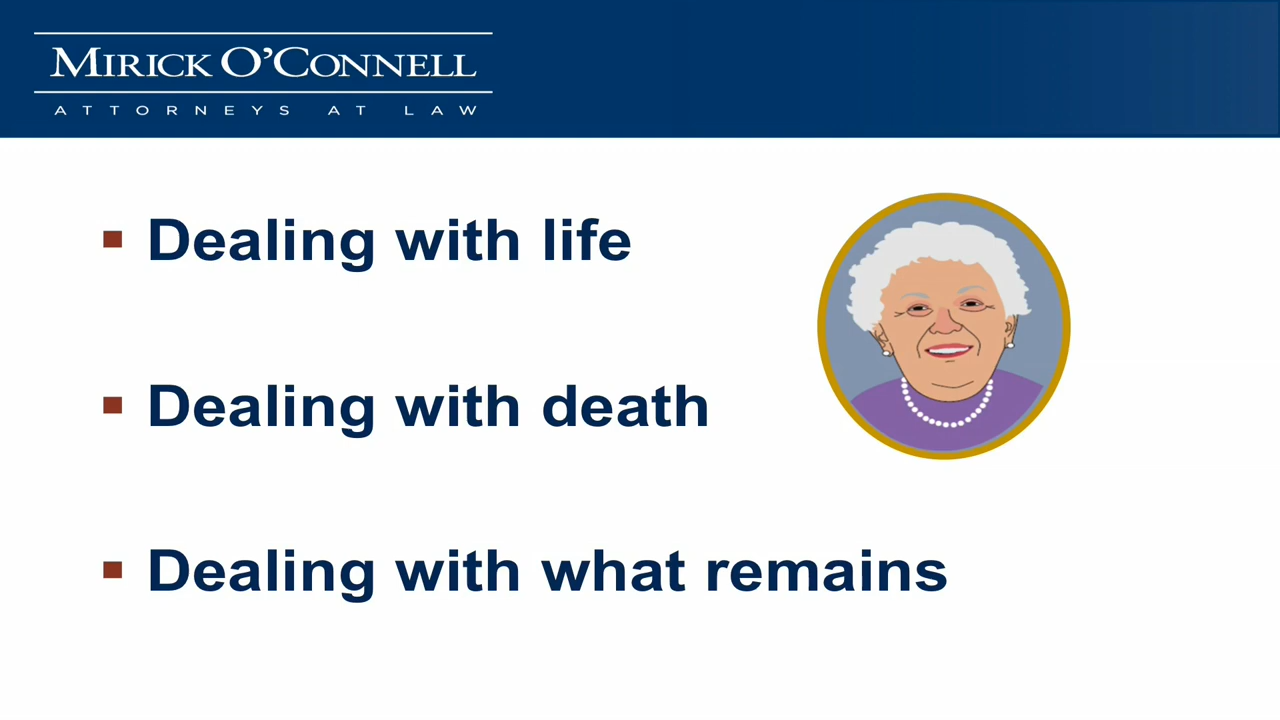 MIRICK O'CONNELL
ATTORNEYS AT LAW
Dealing with life
Dealing with death
Dealing with what remains